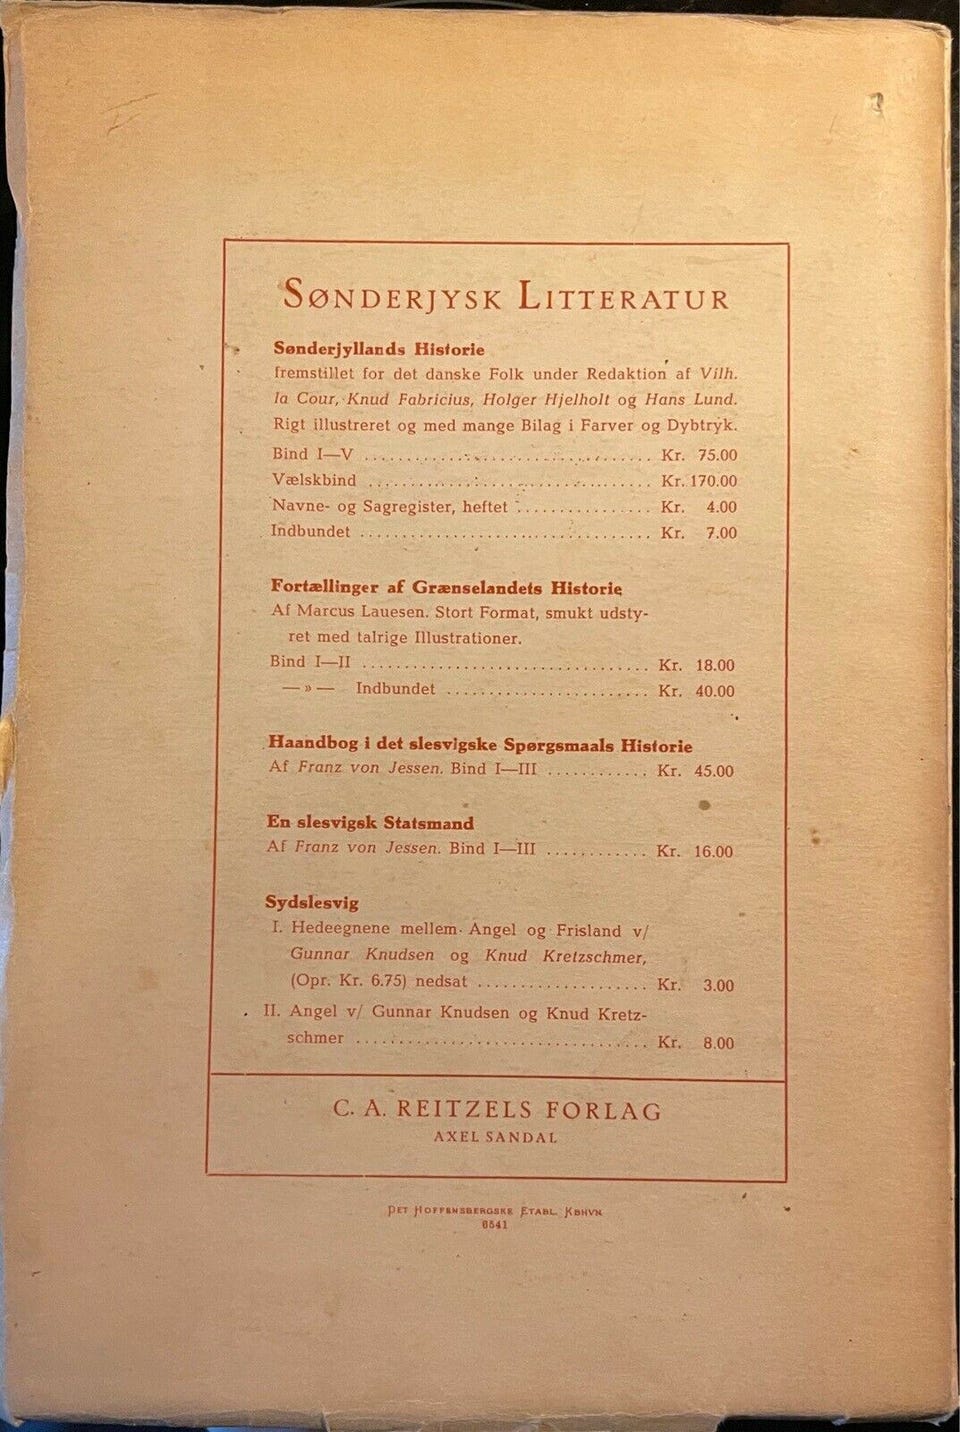 SØNDERJYSK LITTERATUR
Sønderjyllands Historie
fremstillet for det danske Folk under Redaktion af Vilh.
la Cour, Knud Fabricius, Holger Hjelholt og Hans Lund.
Rigt illustreret og med mange Bilag i Farver og Dybtryk.
Bind I—V .................................. Kr. 75.00
Vælskbind .................................. Kr. 170.00
Navne- og Sagregister, heftet ................ Kr. 4.00
Indbundet .................................. Kr. 7.00
Fortællinger af Grænselandets Historie
Af Marcus Lauesen. Stort Format, smukt udsty-
ret med talrige Illustrationer.
Bind I—II .................................. Kr. 18.00
— » — Indbundet ........................ Kr. 40.00
Haandbog i det slesvigske Spørgsmaals Historie
Af Franz von Jessen. Bind I—III ............ Kr. 45.00
En slesvigsk Statsmand
Af Franz von Jessen. Bind I—III ............ Kr. 16.00
Sydslesvig
I. Hedeegnene mellem Angel og Frisland v/
Gunnar Knudsen og Knud Kretzschmer,
(Opr. Kr. 6.75) nedsat .................... Kr. 3.00
II. Angel v/ Gunnar Knudsen og Knud Kretz-
schmer .................................. Kr. 8.00
C. A. REITZELS FORLAG
AXEL SANDAL
DET HOFFENSBERGSKE ETABL. KBHVN.
6541